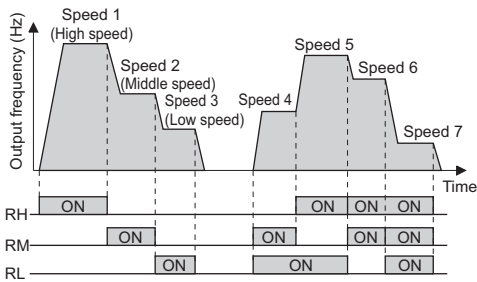 Output frequency (Hz)
Speed 1
(High speed)
Speed 2
(Middle speed)
Speed 3
(Low speed)
Speed 4
Speed 5
Speed 6
Speed 7
Time
RH ON ON ON ON
RM ON ON ON ON
RL ON ON ON